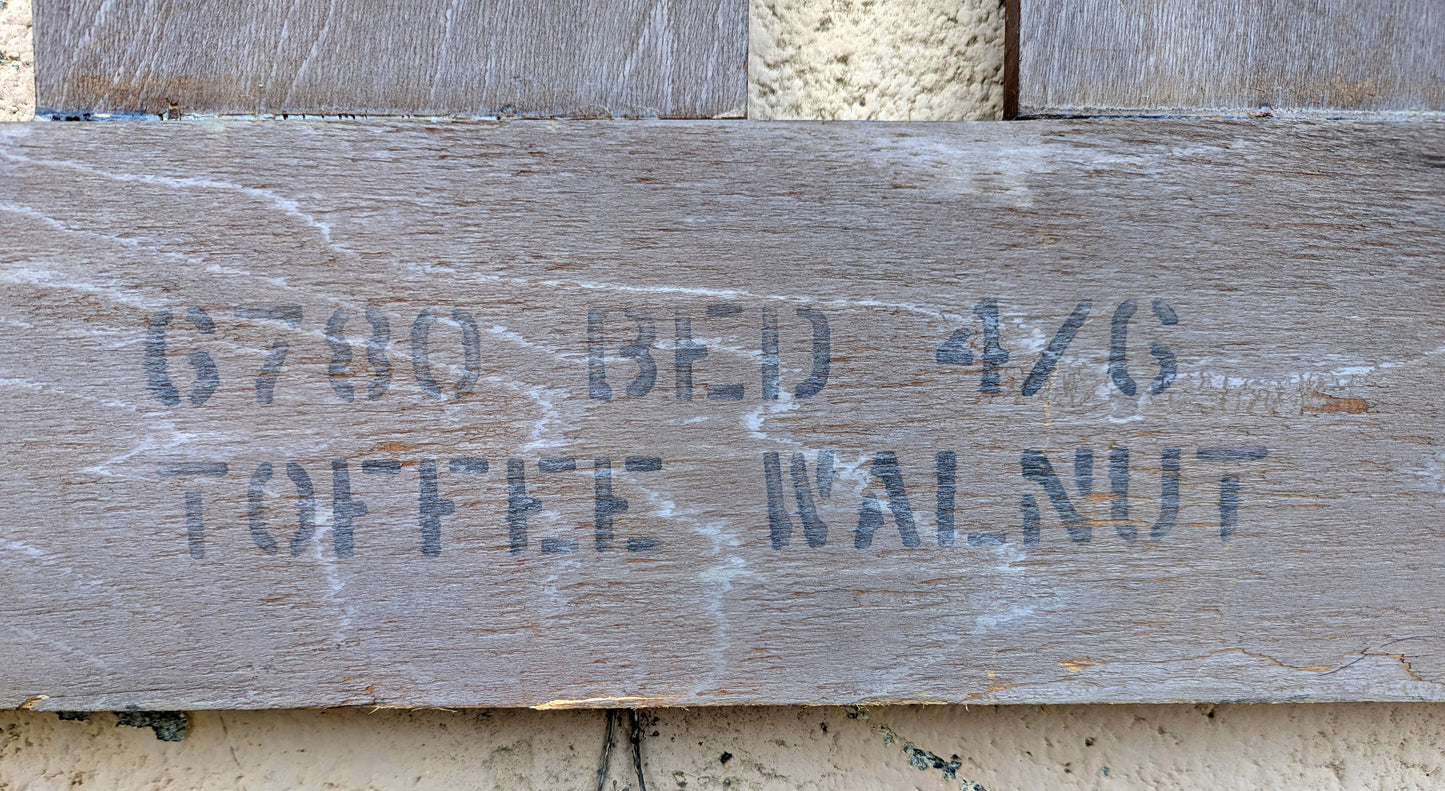 6780 BED 4/6
TOFFEE WALNUT